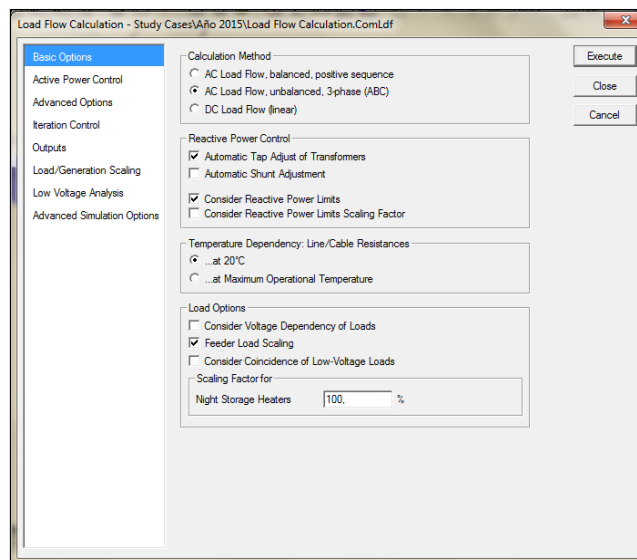 Load Flow Calculation - Study Cases\Año 2015\Load Flow Calculation.ComLdf
Basic Options
Active Power Control
Advanced Options
Iteration Control
Outputs
Load/Generation Scaling
Low Voltage Analysis
Advanced Simulation Options
Calculation Method
AC Load Flow, balanced, positive sequence
AC Load Flow, unbalanced, 3-phase (ABC)
DC Load Flow (linear)
Reactive Power Control
Automatic Tap Adjust of Transformers
Automatic Shunt Adjustment
Consider Reactive Power Limits
Consider Reactive Power Limits Scaling Factor
Temperature Dependency: Line/Cable Resistances
...at 20°C
...at Maximum Operational Temperature
Load Options
Consider Voltage Dependency of Loads
Feeder Load Scaling
Consider Coincidence of Low-Voltage Loads
Scaling Factor for
Night Storage Heaters 100, %
Execute
Close
Cancel